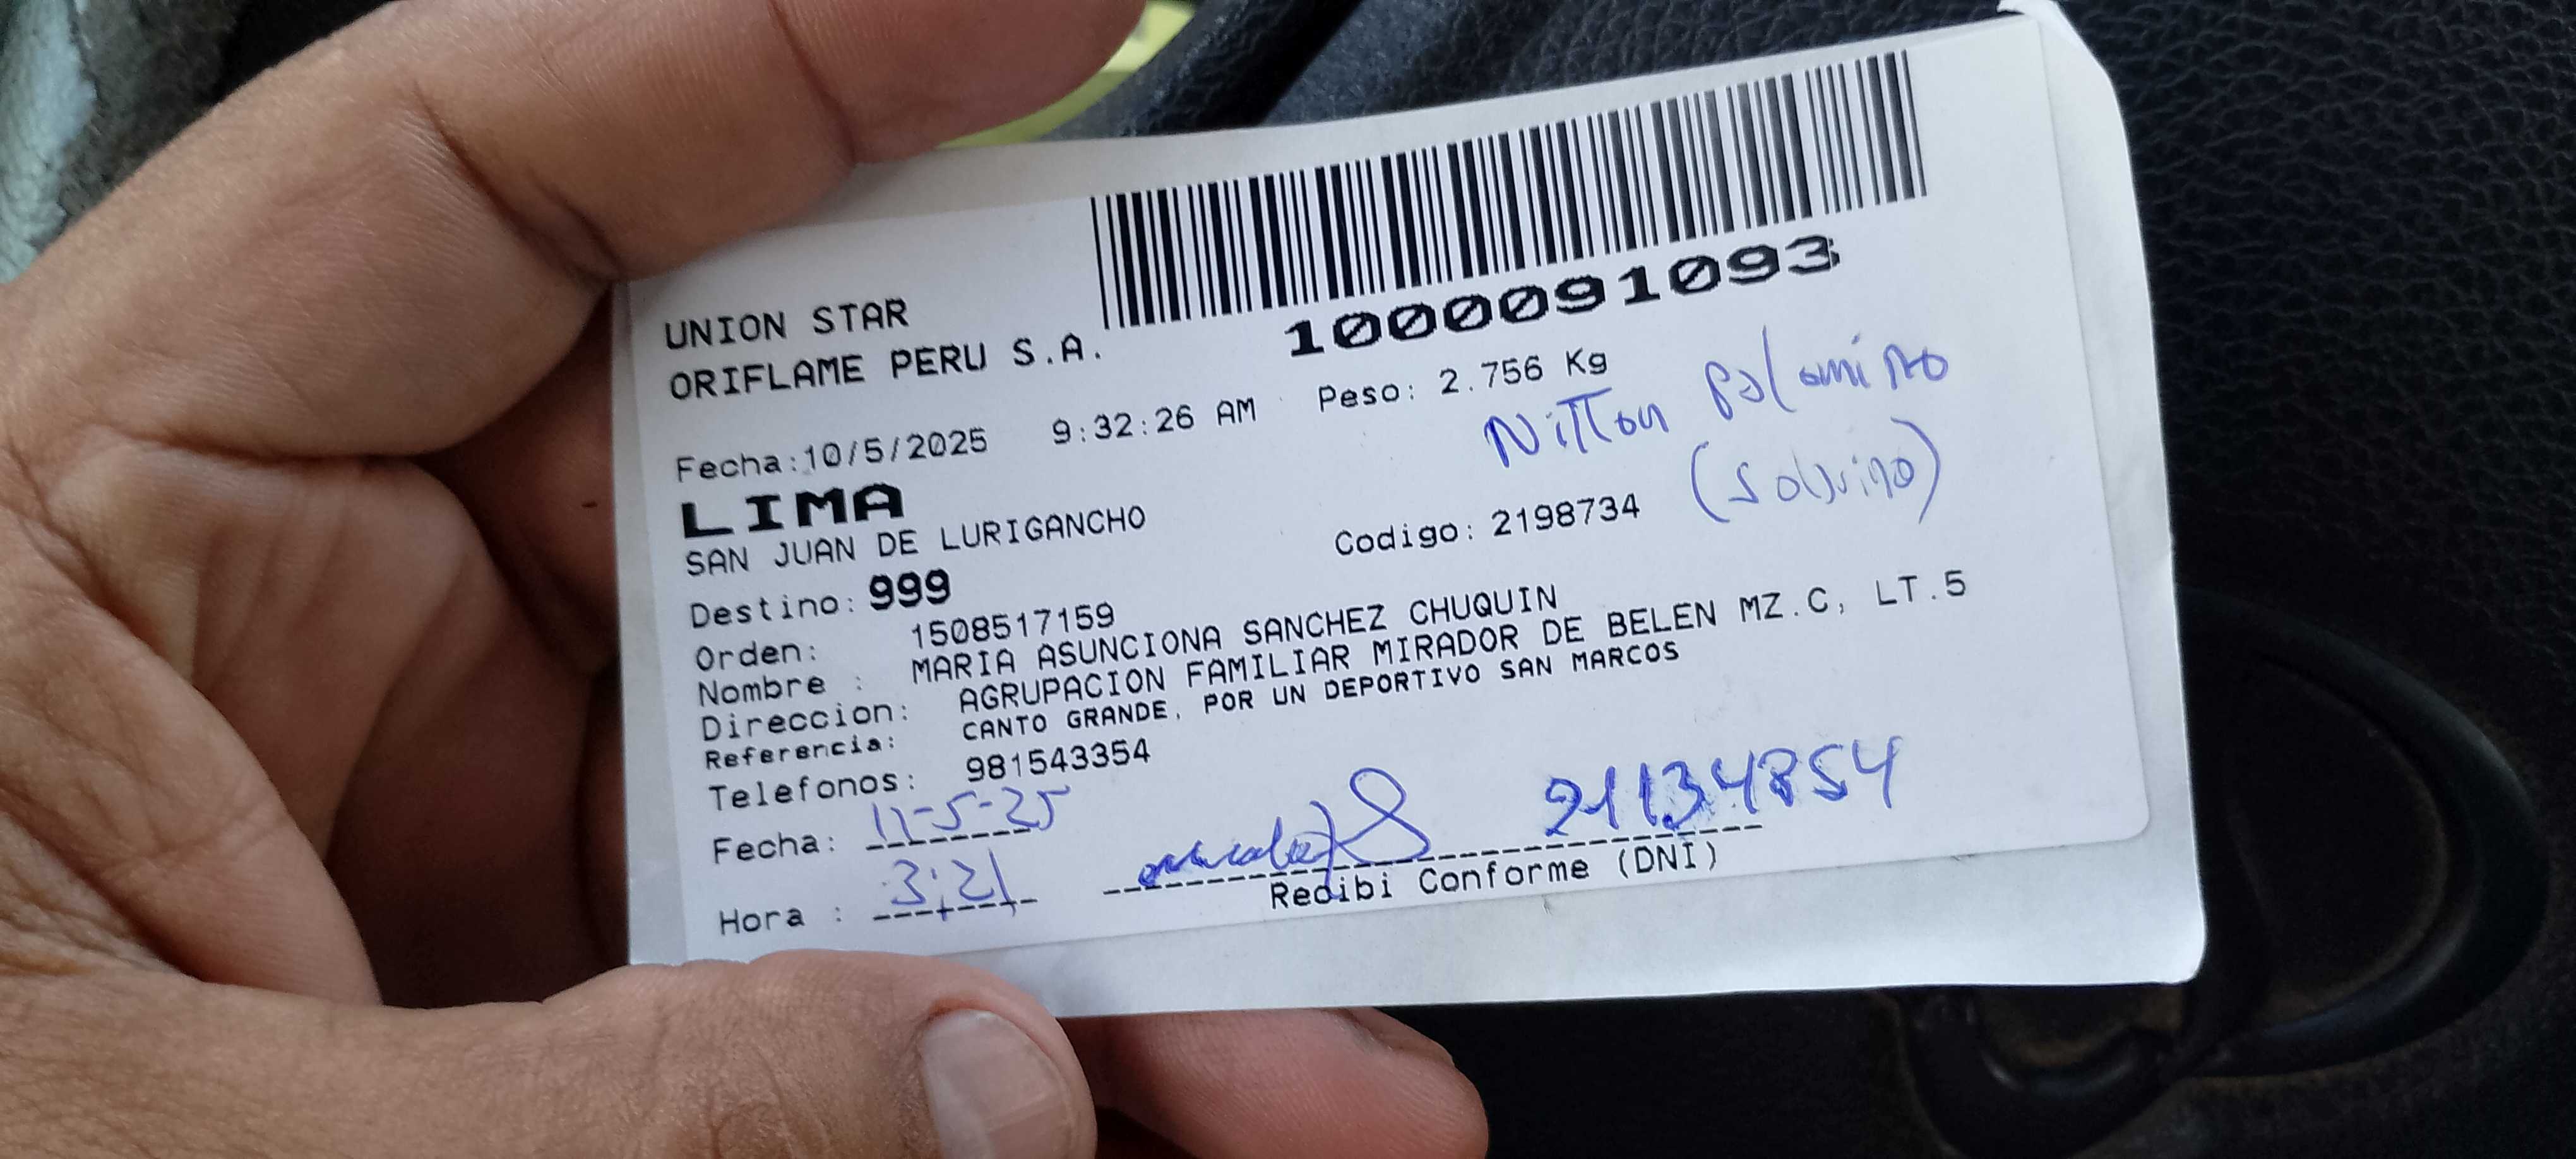 1000091093
UNION STAR
ORIFLAME PERU S.A.
Fecha:10/5/2025 9:32:26 AM Peso: 2.756 Kg
Nilton palomino
(sobrino)
LIMA
SAN JUAN DE LURIGANCHO Codigo: 2198734
Destino: 999
Orden: 1508517159
Nombre : MARIA ASUNCIONA SANCHEZ CHUQUIN
Direccion: AGRUPACION FAMILIAR MIRADOR DE BELEN MZ.C, LT.5
Referencia: CANTO GRANDE, POR UN DEPORTIVO SAN MARCOS
Telefonos: 981543354
Fecha: 11-5-25
Hora : 3:21
Recibi Conforme (DNI)